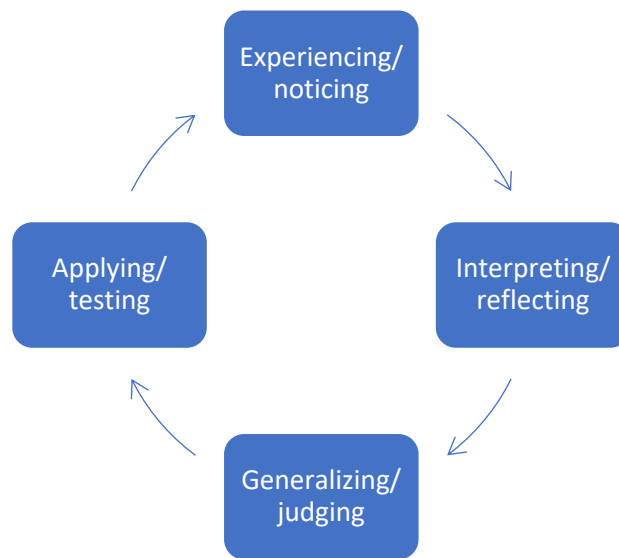 Experiencing/
noticing
Interpreting/
reflecting
Generalizing/
judging
Applying/
testing